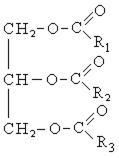 O
CH₂-O-C
R₁
O
CH-O-C
R₂
O
CH₂-O-C
R₃